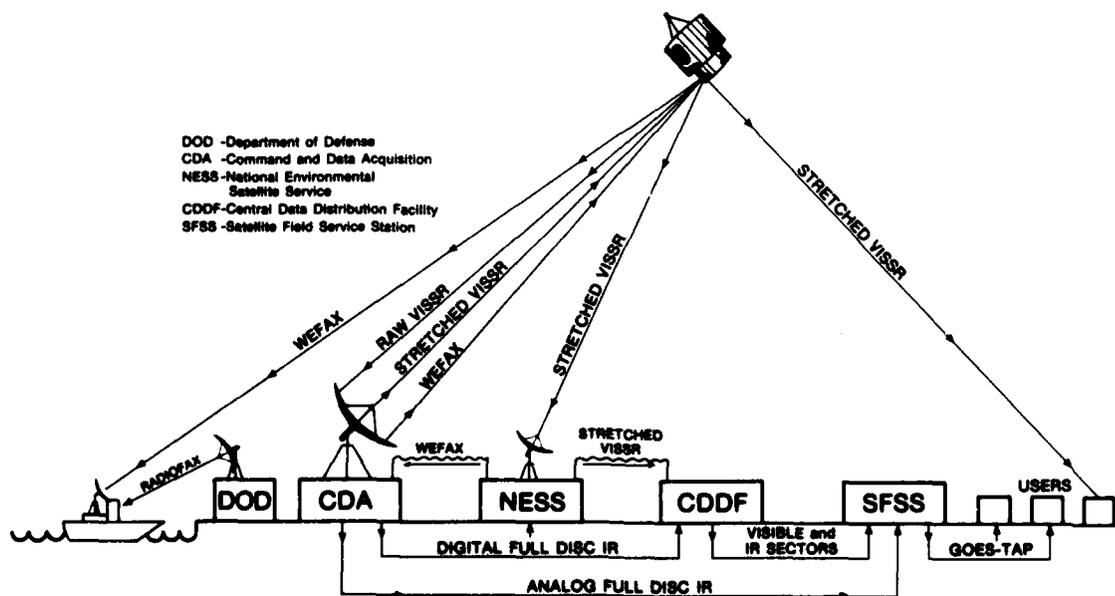 DOD -Department of Defense
CDA -Command and Data Acquisition
NESS-National Environmental
Satellite Service
CDDF-Central Data Distribution Facility
SFSS-Satellite Field Service Station
STRETCHED VISSR
WEFAX
RAW VISSR
STRETCHED VISSR
WEFAX
STRETCHED VISSR
RADIOFAX
WEFAX
STRETCHED
VISSR
DOD
CDA
NESS
CDDF
SFSS
USERS
DIGITAL FULL DISC IR
VISIBLE and
IR SECTORS
GOES-TAP
ANALOG FULL DISC IR